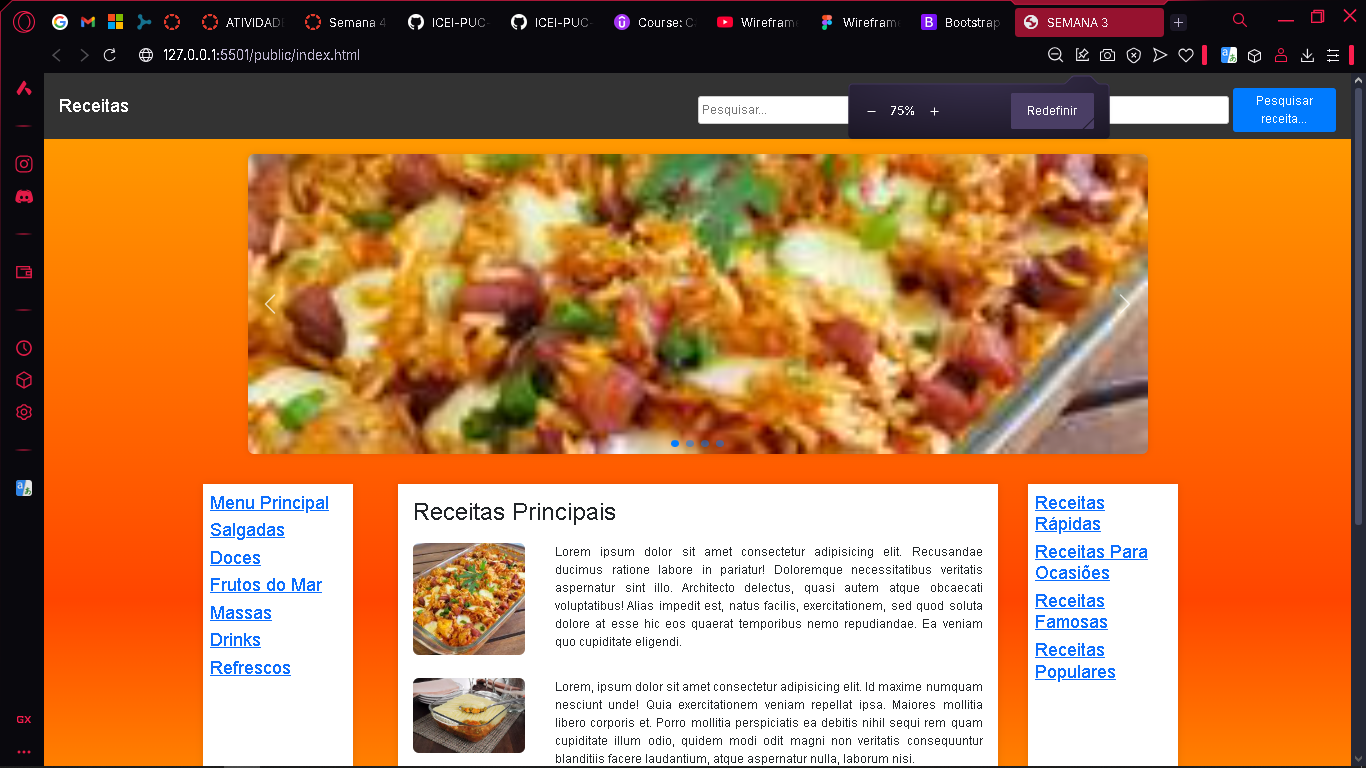 ATIVIDADE
Semana 4
ICEI-PUC-
ICEI-PUC-
Course: C
Wireframe
Wireframe
Bootstrap
SEMANA 3
127.0.0.1:5501/public/index.html
Receitas
Pesquisar...
75%
Redefinir
Pesquisar
receita...
Menu Principal
Salgadas
Doces
Frutos do Mar
Massas
Drinks
Refrescos
Receitas Principais
Lorem ipsum dolor sit amet consectetur adipisicing elit. Recusandae
ducimus ratione labore in pariatur! Doloremque necessitatibus veritatis
aspernatur sint illo. Architecto delectus, quasi autem atque obcaecati
voluptatibus! Alias impedit est, natus facilis, exercitationem, sed quod soluta
dolore at esse hic eos quaerat temporibus nemo repudiandae. Ea veniam
quo cupiditate eligendi.
Lorem, ipsum dolor sit amet consectetur adipisicing elit. Id maxime numquam
nesciunt unde! Quia exercitationem veniam repellat ipsa. Maiores mollitia
libero corporis et. Porro mollitia perspiciatis ea debitis nihil sequi rem quam
cupiditate illum odio, quidem modi odit magni non veritatis consequuntur
blanditiis facere laudantium, atque aspernatur nulla, laborum nisi.
Receitas
Rápidas
Receitas Para
Ocasiões
Receitas
Famosas
Receitas
Populares
GX